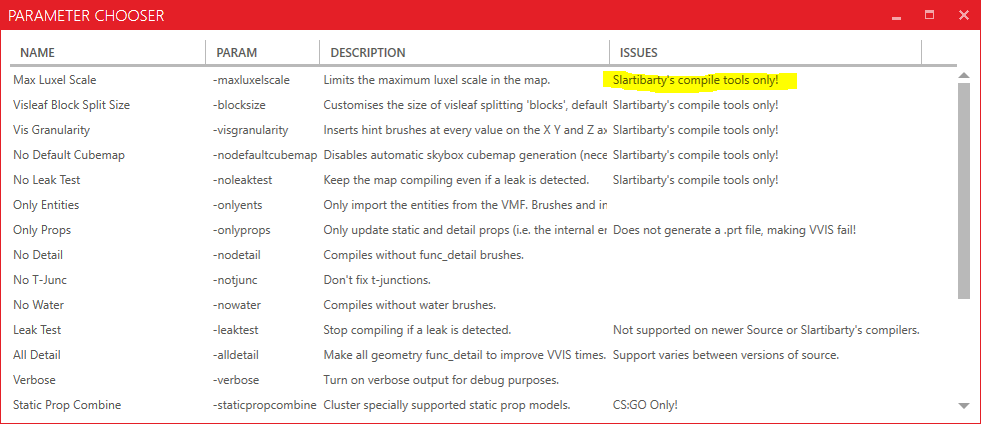 PARAMETER CHOOSER
NAME PARAM DESCRIPTION ISSUES
Max Luxel Scale -maxluxelscale Limits the maximum luxel scale in the map. Slartibarty's compile tools only!
Visleaf Block Split Size -blocksize Customises the size of visleaf splitting 'blocks', default Slartibarty's compile tools only!
Vis Granularity -visgranularity Inserts hint brushes at every value on the X Y and Z ax Slartibarty's compile tools only!
No Default Cubemap -nodefaultcubemap Disables automatic skybox cubemap generation (nece Slartibarty's compile tools only!
No Leak Test -noleaktest Keep the map compiling even if a leak is detected. Slartibarty's compile tools only!
Only Entities -onlyents Only import the entities from the VMF. Brushes and in
Only Props -onlyprops Only update static and detail props (i.e. the internal en Does not generate a .prt file, making VVIS fail!
No Detail -nodetail Compiles without func_detail brushes.
No T-Junc -notjunc Don't fix t-junctions.
No Water -nowater Compiles without water brushes.
Leak Test -leaktest Stop compiling if a leak is detected. Not supported on newer Source or Slartibarty's compilers.
All Detail -alldetail Make all geometry func_detail to improve VVIS times. Support varies between versions of source.
Verbose -verbose Turn on verbose output for debug purposes.
Static Prop Combine -staticpropcombine Cluster specially supported static prop models. CS:GO Only!